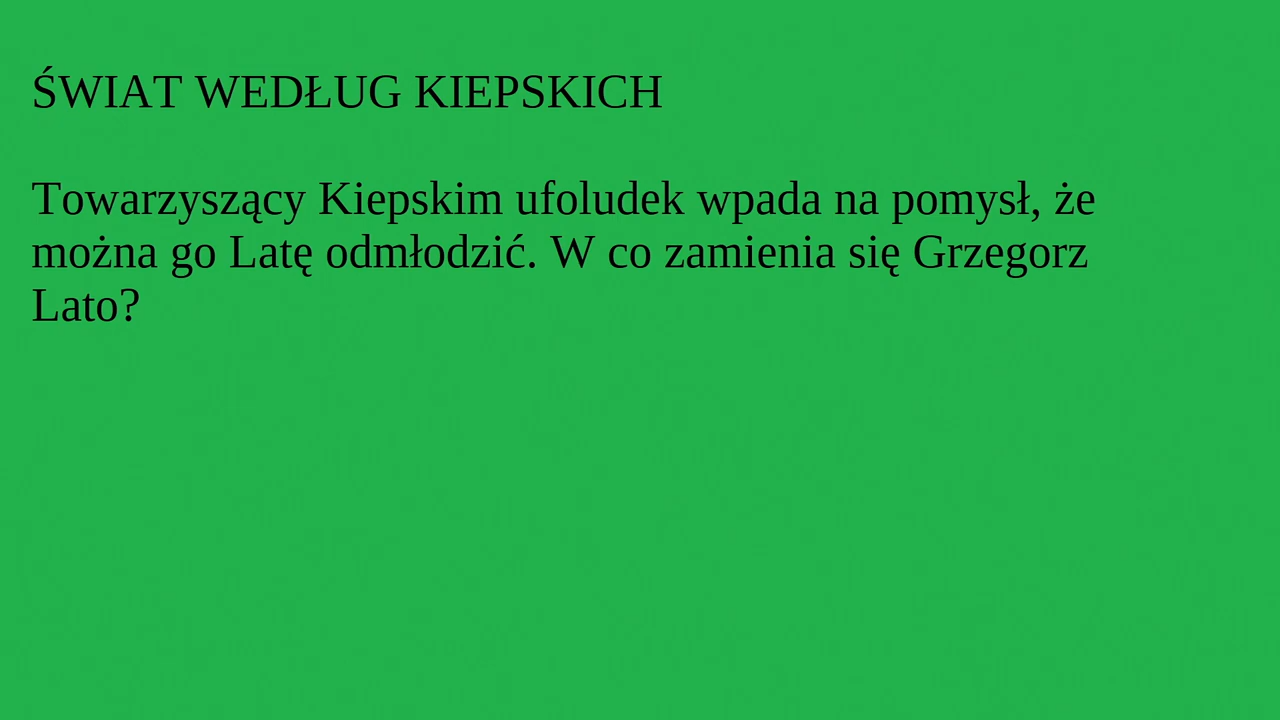 ŚWIAT WEDŁUG KIEPSKICH
Towarzyszący Kiepskim ufoludek wpada na pomysł, że
można go Latę odmłodzić. W co zamienia się Grzegorz
Lato?